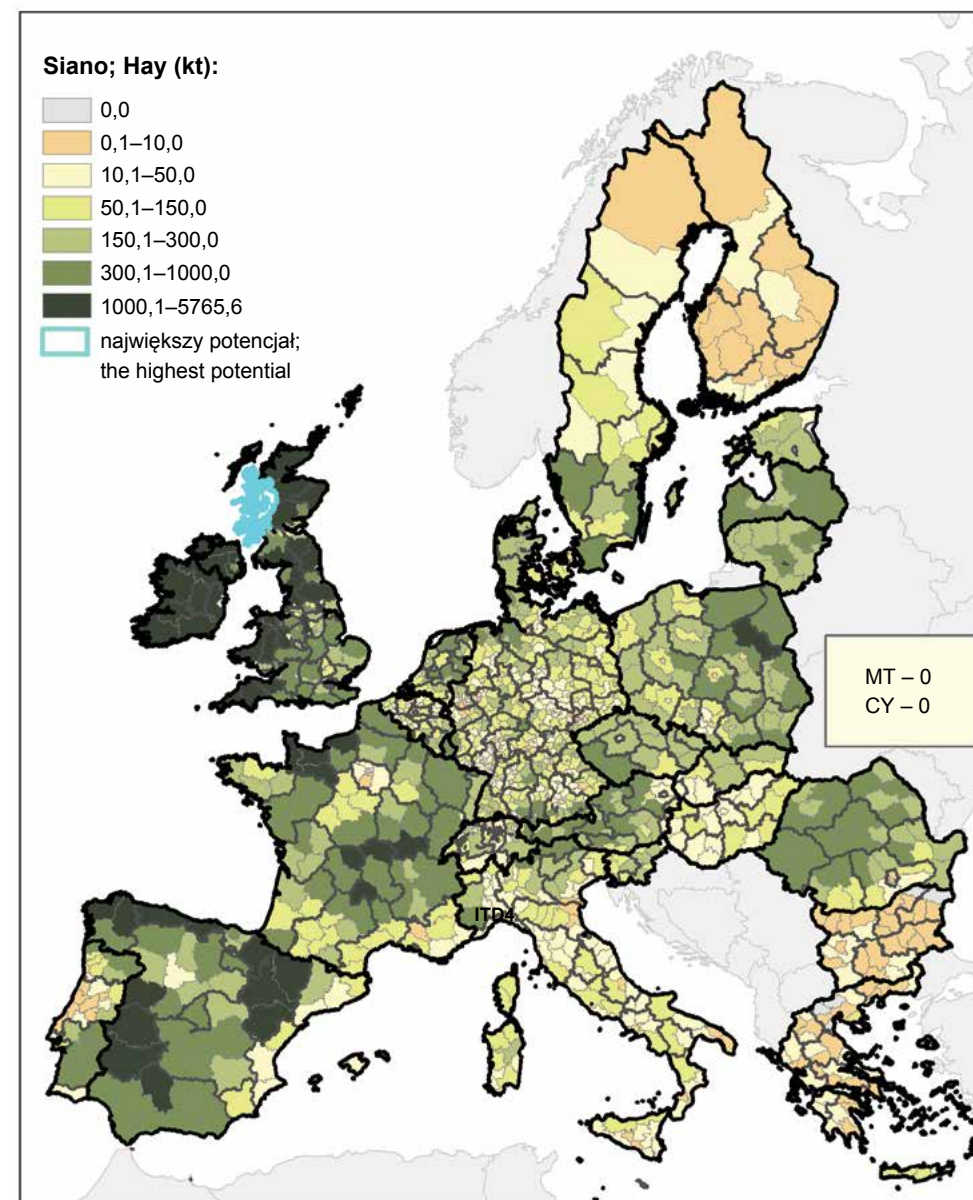 Siano; Hay (kt):
0,0
0,1–10,0
10,1–50,0
50,1–150,0
150,1–300,0
300,1–1000,0
1000,1–5765,6
największy potencjał;
the highest potential
MT – 0
CY – 0
ITD4